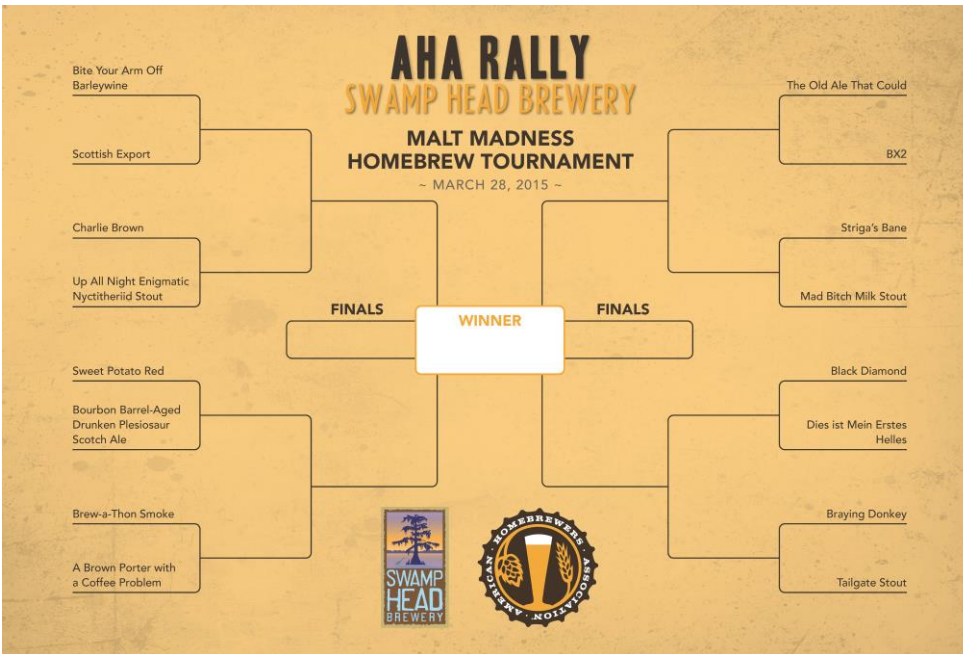 AHA RALLY
SWAMP HEAD BREWERY
MALT MADNESS
HOMEBREW TOURNAMENT
~ MARCH 28, 2015 ~
Bite Your Arm Off
Barleywine
Scottish Export
Charlie Brown
Up All Night Enigmatic
Nyctitheriid Stout
Sweet Potato Red
Bourbon Barrel-Aged
Drunken Plesiosaur
Scotch Ale
Brew-a-Thon Smoke
A Brown Porter with
a Coffee Problem
FINALS
WINNER
FINALS
The Old Ale That Could
BX2
Striga's Bane
Mad Bitch Milk Stout
Black Diamond
Dies ist Mein Erstes
Helles
Braying Donkey
Tailgate Stout
SWAMP
HEAD
BREWERY
AMERICAN · HOMEBREWERS · ASSOCIATION ·